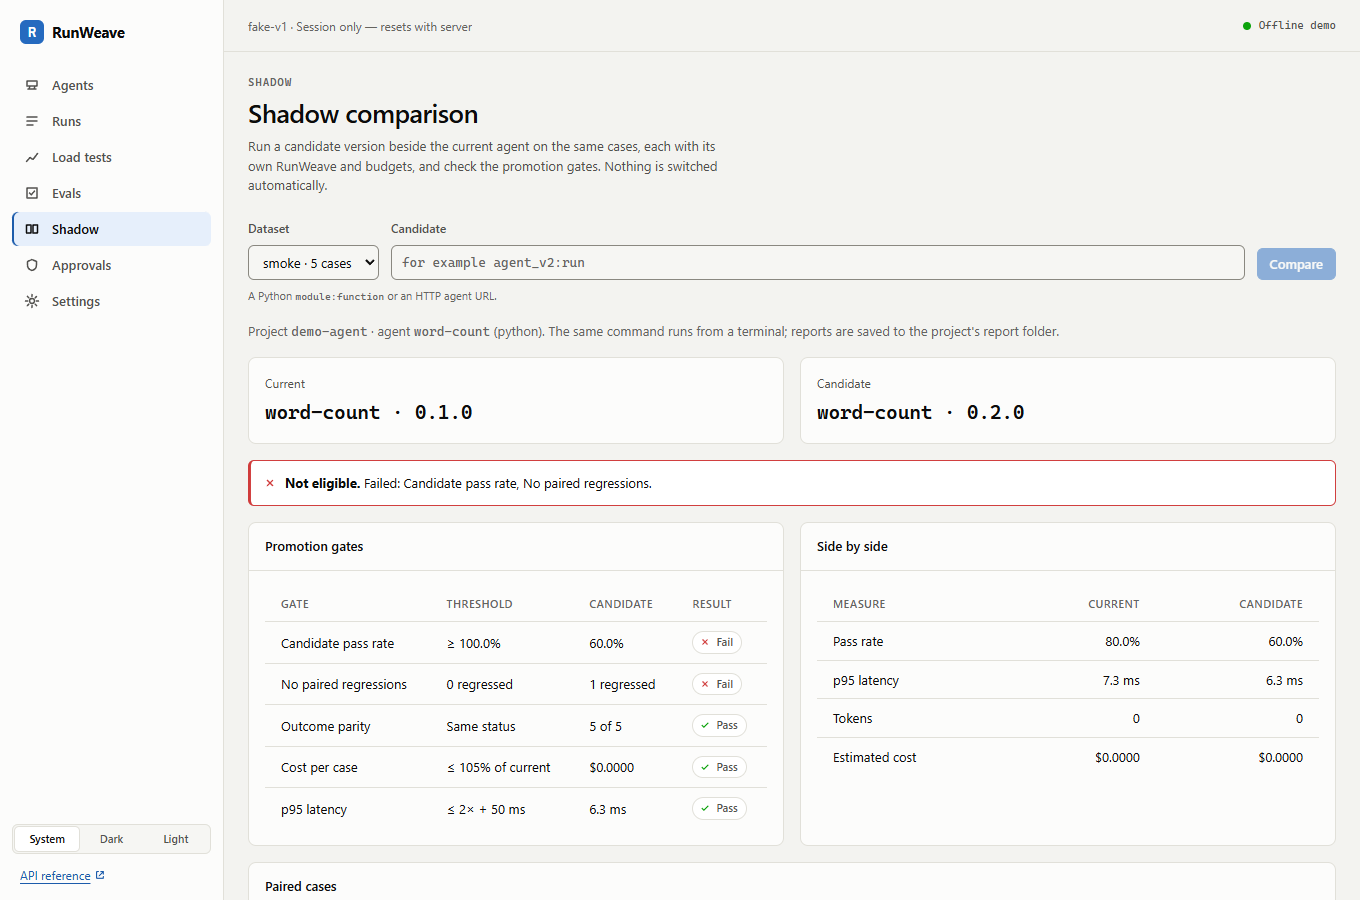 R RunWeave
Agents
Runs
Load tests
Evals
Shadow
Approvals
Settings
System Dark Light
API reference
fake-v1 · Session only — resets with server
Offline demo
SHADOW
Shadow comparison
Run a candidate version beside the current agent on the same cases, each with its
own RunWeave and budgets, and check the promotion gates. Nothing is switched
automatically.
Dataset Candidate
smoke · 5 cases for example agent_v2:run Compare
A Python module:function or an HTTP agent URL.
Project demo-agent · agent word-count (python). The same command runs from a terminal; reports are saved to the project's report folder.
Current
word-count · 0.1.0
Candidate
word-count · 0.2.0
× Not eligible. Failed: Candidate pass rate, No paired regressions.
Promotion gates
GATE THRESHOLD CANDIDATE RESULT
Candidate pass rate ≥ 100.0% 60.0% × Fail
No paired regressions 0 regressed 1 regressed × Fail
Outcome parity Same status 5 of 5 ✓ Pass
Cost per case ≤ 105% of current $0.0000 ✓ Pass
p95 latency ≤ 2× + 50 ms 6.3 ms ✓ Pass
Side by side
MEASURE CURRENT CANDIDATE
Pass rate 80.0% 60.0%
p95 latency 7.3 ms 6.3 ms
Tokens 0 0
Estimated cost $0.0000 $0.0000
Paired cases